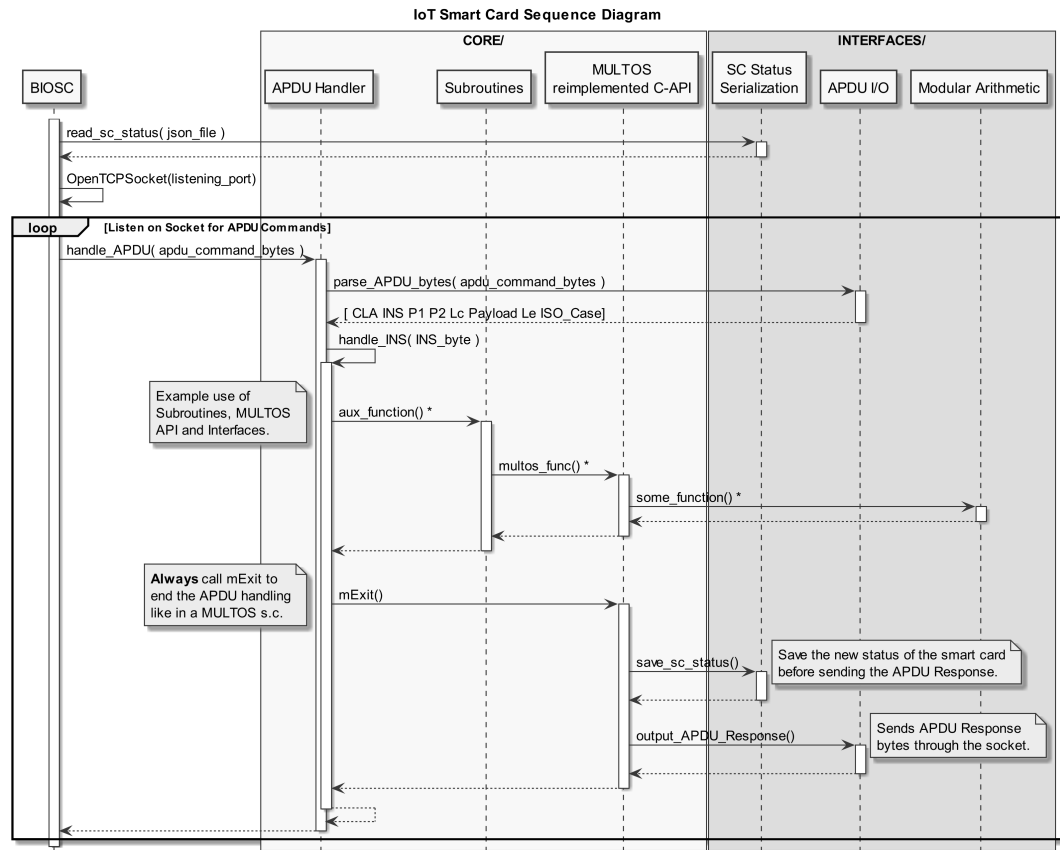 IoT Smart Card Sequence Diagram
CORE/
INTERFACES/
BIOSC
APDU Handler
Subroutines
MULTOS
reimplemented C-API
SC Status
Serialization
APDU I/O
Modular Arithmetic
read_sc_status( json_file )
OpenTCPSocket(listening_port)
loop
[Listen on Socket for APDU Commands]
handle_APDU( apdu_command_bytes )
parse_APDU_bytes( apdu_command_bytes )
[ CLA INS P1 P2 Lc Payload Le ISO_Case]
handle_INS( INS_byte )
Example use of
Subroutines, MULTOS
API and Interfaces.
aux_function() *
multos_func() *
some_function() *
Always call mExit to
end the APDU handling
like in a MULTOS s.c.
mExit()
save_sc_status()
Save the new status of the smart card
before sending the APDU Response.
output_APDU_Response()
Sends APDU Response
bytes through the socket.